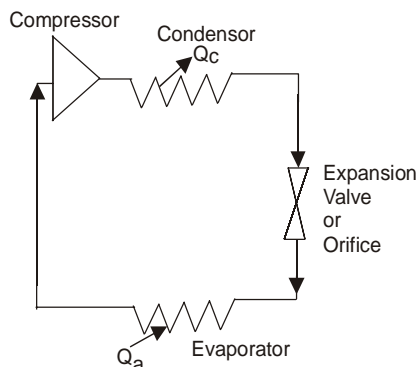 Compressor
Condensor
Qc
Expansion
Valve
or
Orifice
Evaporator
Qa